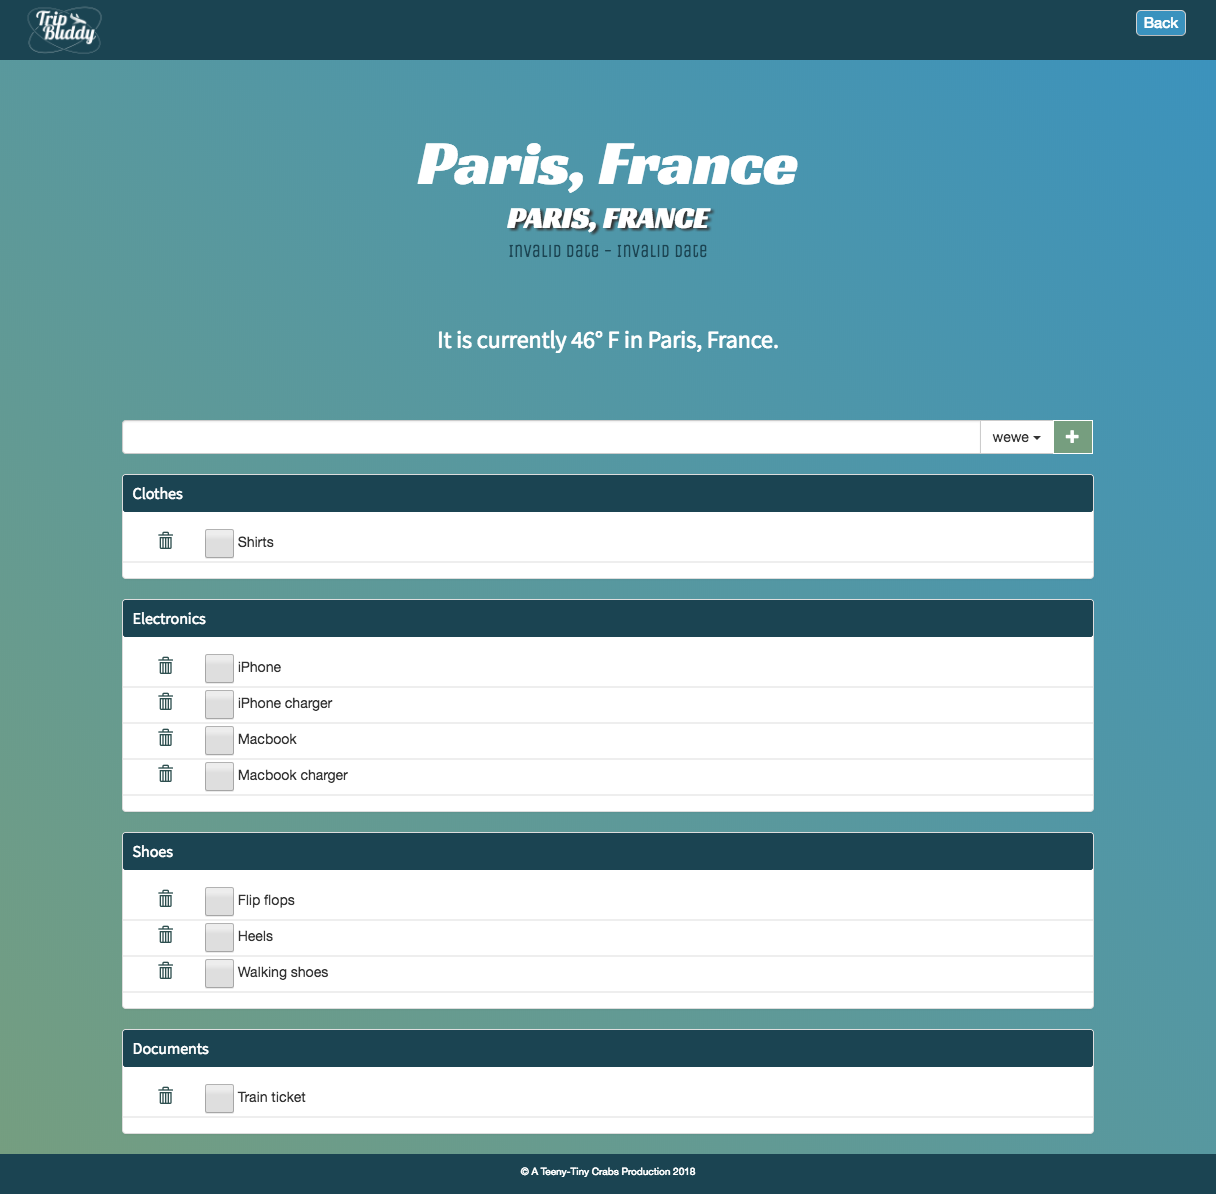 Trip Buddy
Back
Paris, France
PARIS, FRANCE
Invalid Date - Invalid Date
It is currently 46° F in Paris, France.
wewe
Clothes
Shirts
Electronics
iPhone
iPhone charger
Macbook
Macbook charger
Shoes
Flip flops
Heels
Walking shoes
Documents
Train ticket
© A Teeny-Tiny Crabs Production 2018